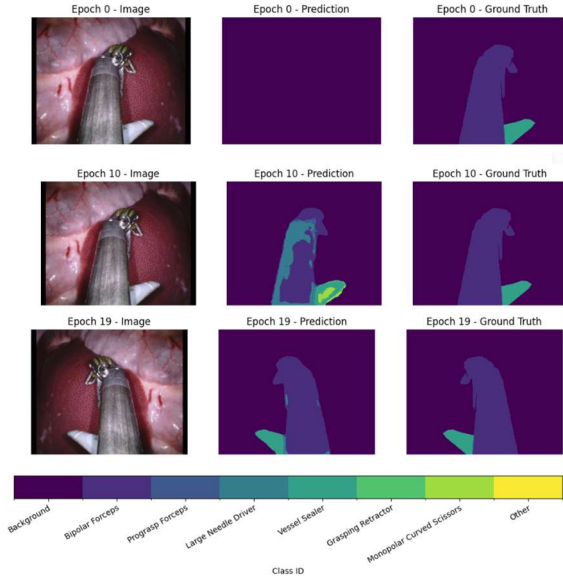 Epoch 0 - Image
Epoch 0 - Prediction
Epoch 0 - Ground Truth
Epoch 10 - Image
Epoch 10 - Prediction
Epoch 10 - Ground Truth
Epoch 19 - Image
Epoch 19 - Prediction
Epoch 19 - Ground Truth
Background
Bipolar Forceps
Prograsp Forceps
Large Needle Driver
Vessel Sealer
Grasping Retractor
Monopolar Curved Scissors
Other
Class ID